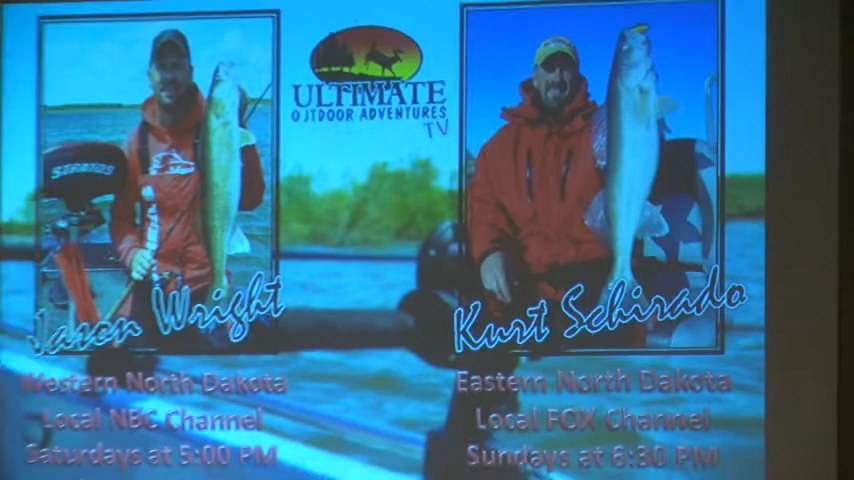 ULTIMATE
OUTDOOR ADVENTURES
TV
SUZUKI
Jason Wright
Kurt Schirado
Western North Dakota
Local NBC Channel
Saturdays at 5:00 PM
Eastern North Dakota
Local FOX Channel
Sundays at 6:30 PM